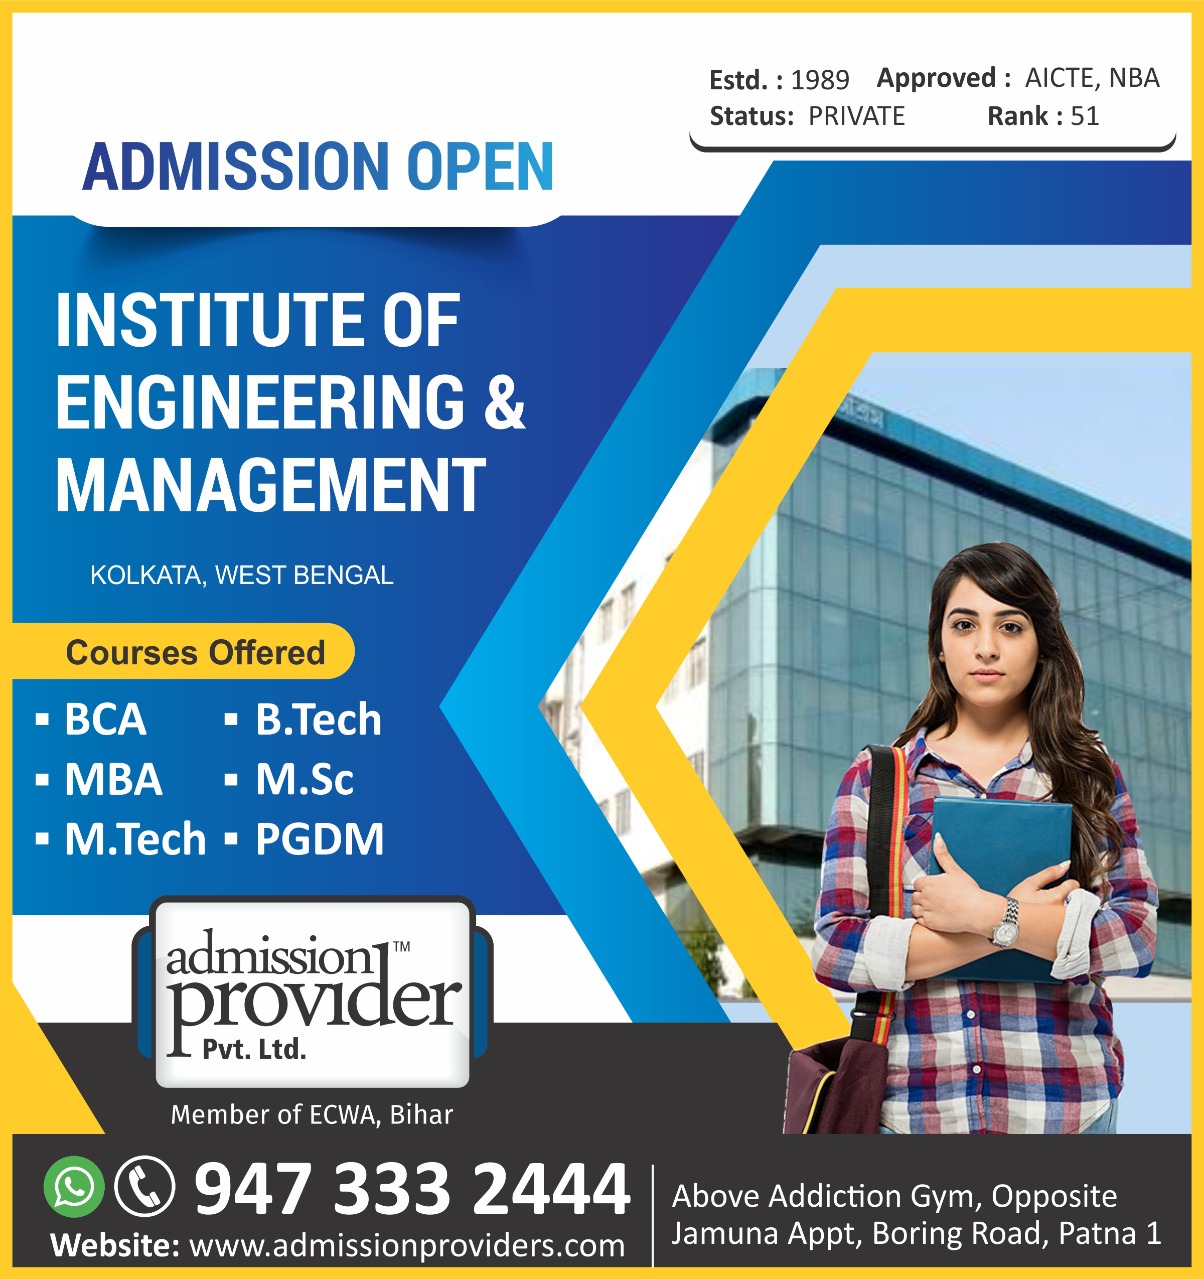 Estd. : 1989 Approved : AICTE, NBA
Status: PRIVATE Rank : 51
ADMISSION OPEN
INSTITUTE OF
ENGINEERING &
MANAGEMENT
KOLKATA, WEST BENGAL
Courses Offered
▪ BCA ▪ B.Tech
▪ MBA ▪ M.Sc
▪ M.Tech ▪ PGDM
admission™
provider
Pvt. Ltd.
Member of ECWA, Bihar
947 333 2444
Website: www.admissionproviders.com
Above Addiction Gym, Opposite
Jamuna Appt, Boring Road, Patna 1